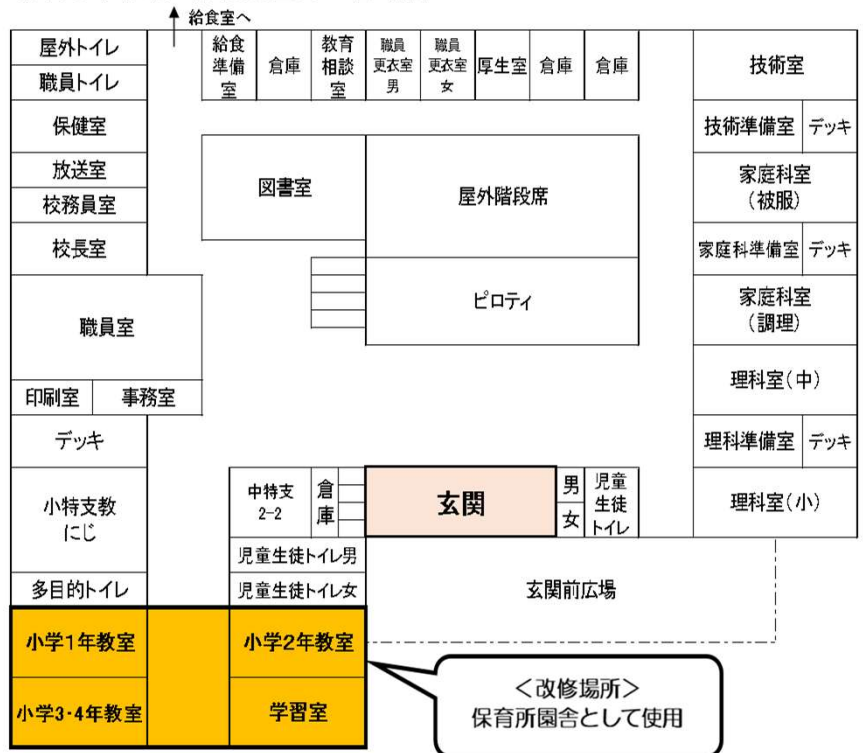 給食室へ
屋外トイレ
職員トイレ
保健室
放送室
校務員室
校長室
職員室
印刷室
事務室
デッキ
小特支教
にじ
多目的トイレ
小学1年教室
小学3・4年教室
給食
準備
室
倉庫
教育
相談
室
職員
更衣室
男
職員
更衣室
女
厚生室
倉庫
倉庫
図書室
屋外階段席
ピロティ
中特支
2-2
倉
庫
玄関
男
女
児童
生徒
トイレ
児童生徒トイレ男
児童生徒トイレ女
玄関前広場
小学2年教室
学習室
技術室
技術準備室
デッキ
家庭科室
(被服)
家庭科準備室
デッキ
家庭科室
(調理)
理科室(中)
理科準備室
デッキ
理科室(小)
<改修場所>
保育所園舎として使用